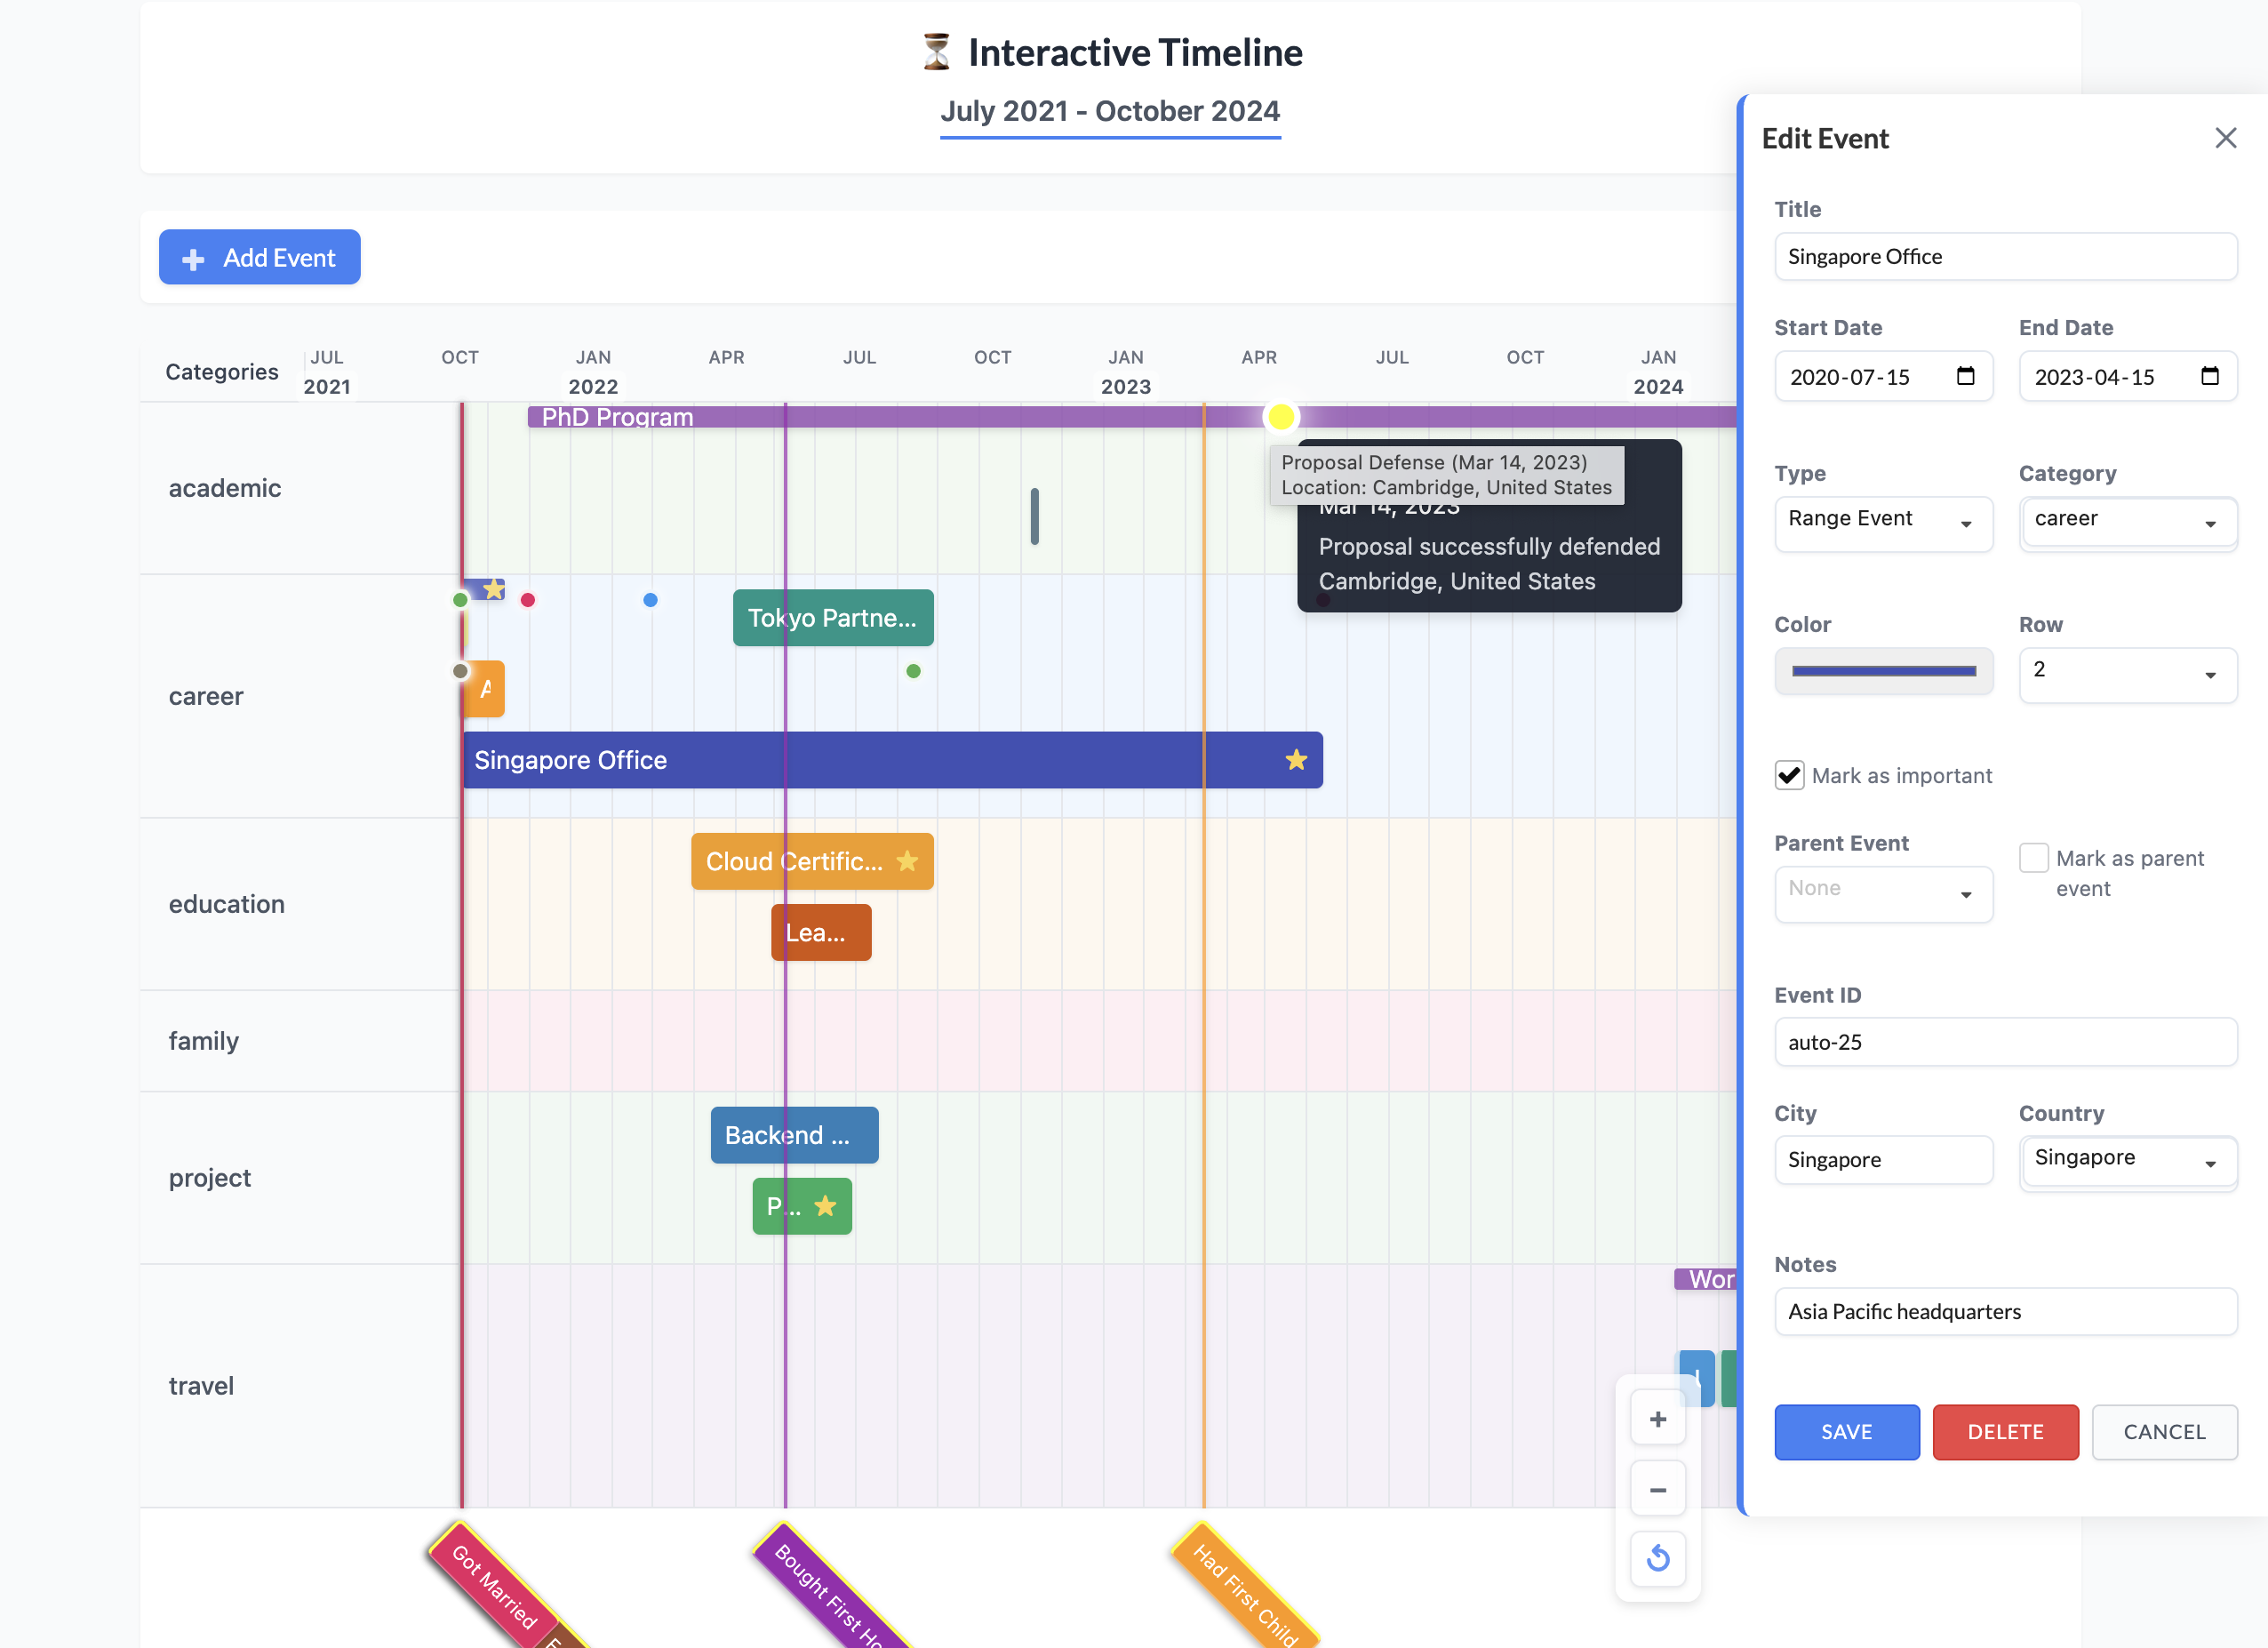 Interactive Timeline
July 2021 - October 2024
Add Event
Categories
JUL OCT JAN APR JUL OCT JAN APR JUL OCT JAN
2021 2022 2023 2024
academic
PhD Program
Proposal Defense (Mar 14, 2023)
Location: Cambridge, United States
Mar 14, 2023
Proposal successfully defended
Cambridge, United States
career
Tokyo Partne...
A
Singapore Office
education
Cloud Certific...
Lea...
family
project
Backend ...
P...
travel
Wor
+
−
Got Married
Bought First Ho
Had First Child
Edit Event
Title
Singapore Office
Start Date End Date
2020-07-15 2023-04-15
Type Category
Range Event career
Color Row
2
Mark as important
Parent Event
None
Mark as parent
event
Event ID
auto-25
City Country
Singapore Singapore
Notes
Asia Pacific headquarters
SAVE DELETE CANCEL